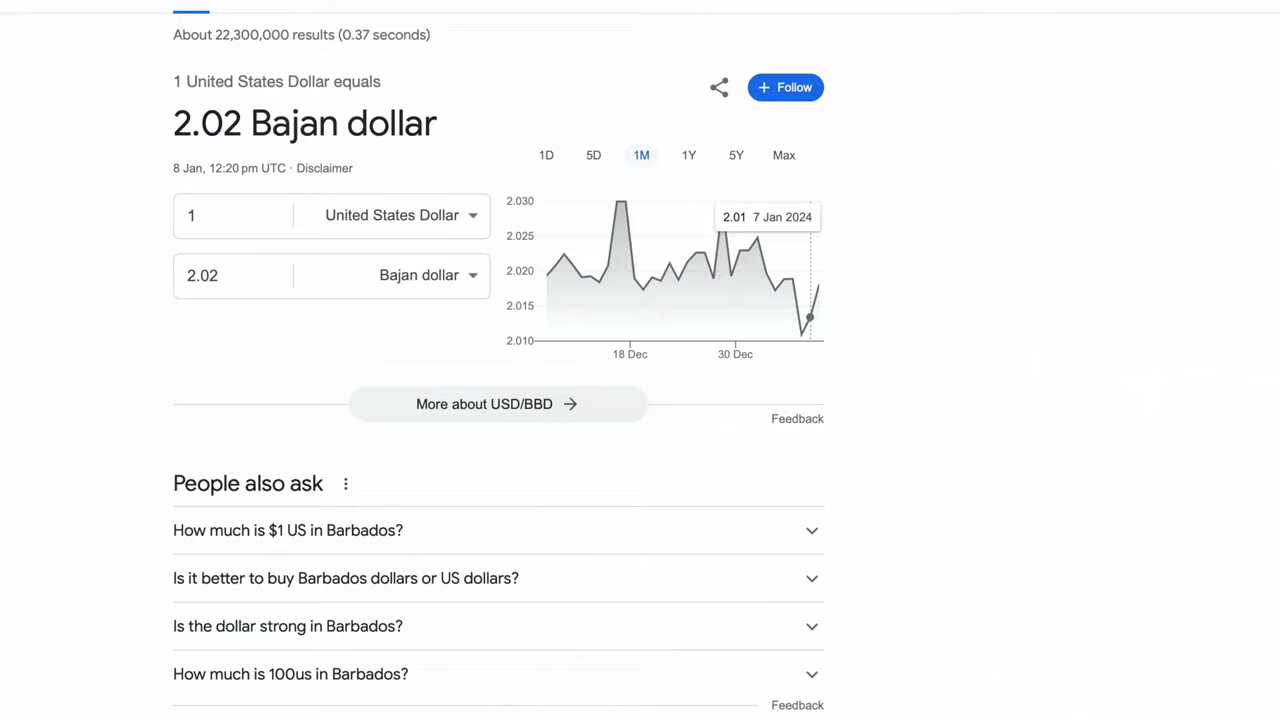 About 22,300,000 results (0.37 seconds)
1 United States Dollar equals
Follow
2.02 Bajan dollar
8 Jan, 12:20 pm UTC · Disclaimer
1 United States Dollar
2.02 Bajan dollar
1D 5D 1M 1Y 5Y Max
2.030
2.01 7 Jan 2024
2.025
2.020
2.015
2.010
18 Dec 30 Dec
More about USD/BBD
Feedback
People also ask
How much is $1 US in Barbados?
Is it better to buy Barbados dollars or US dollars?
Is the dollar strong in Barbados?
How much is 100us in Barbados?
Feedback